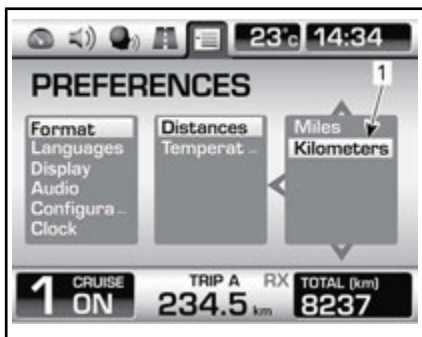 23°c 14:34
PREFERENCES
1
Format
Languages
Display
Audio
Configura...
Clock
Distances
Temperat...
Miles
Kilometers
1 CRUISE ON
TRIP A
234.5 km
RX
TOTAL (km)
8237